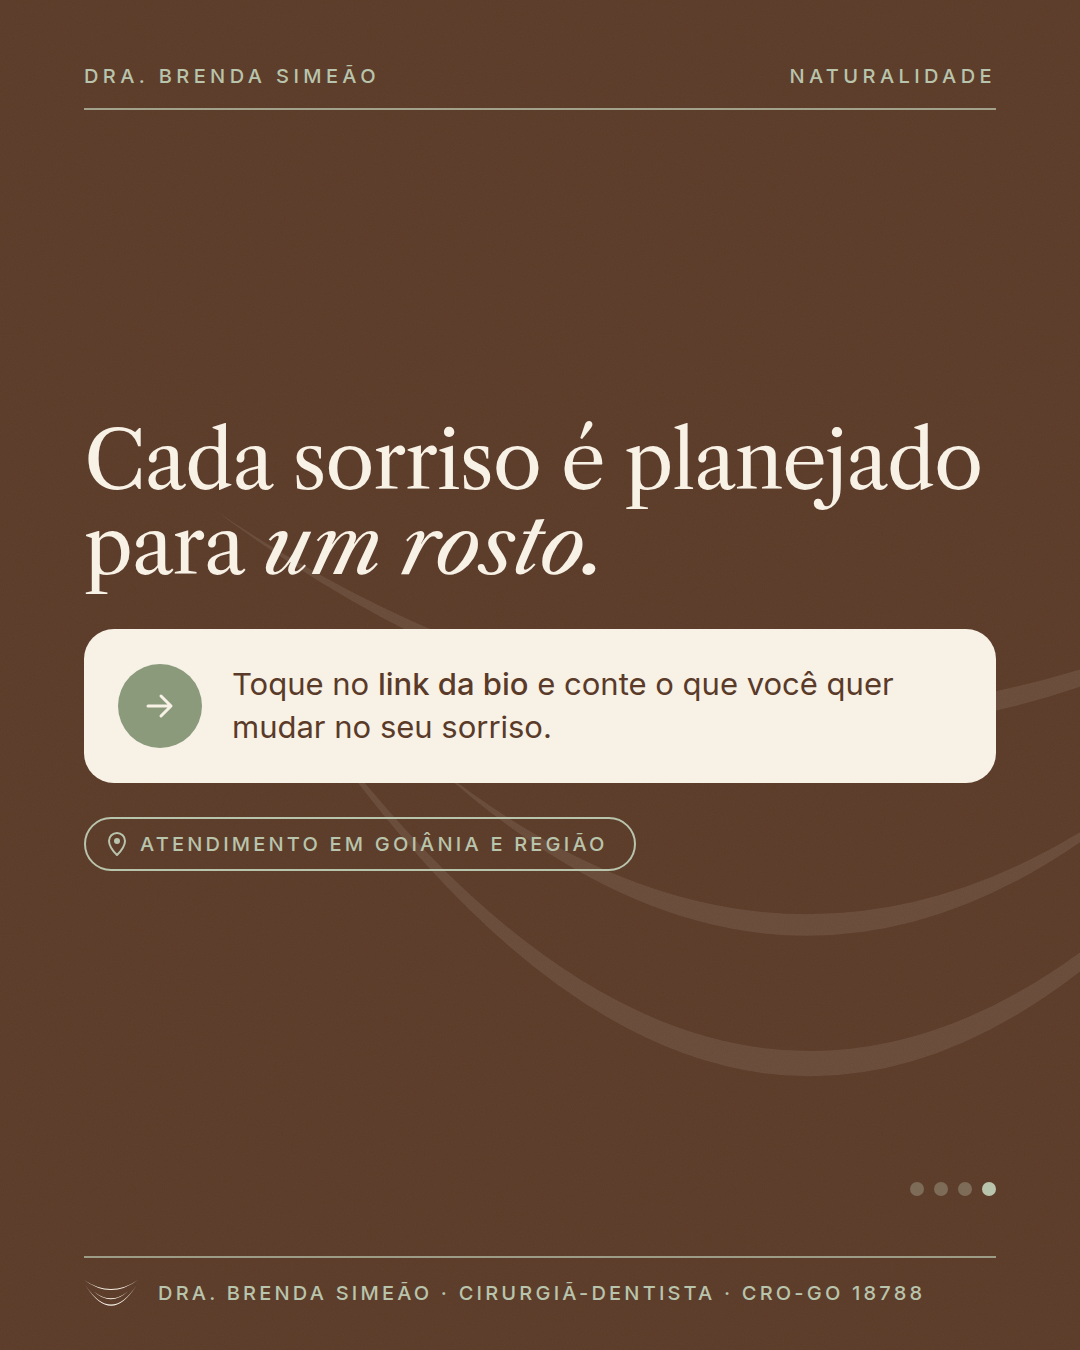 DRA. BRENDA SIMEÃO
NATURALIDADE
Cada sorriso é planejado
para um rosto.
Toque no link da bio e conte o que você quer
mudar no seu sorriso.
ATENDIMENTO EM GOIÂNIA E REGIÃO
DRA. BRENDA SIMEÃO · CIRURGIÃ-DENTISTA · CRO-GO 18788